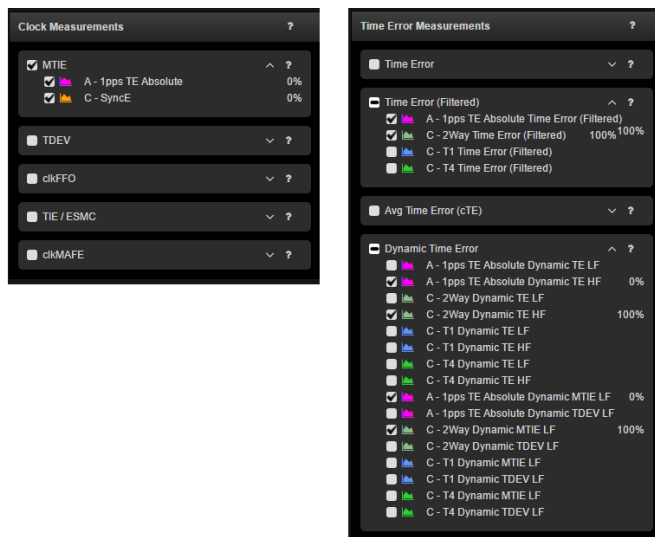 Clock Measurements ?
MTIE ?
A - 1pps TE Absolute 0%
C - SyncE 0%
TDEV ?
clkFFO ?
TIE / ESMC ?
clkMAFE ?
Time Error Measurements ?
Time Error ?
Time Error (Filtered) ?
A - 1pps TE Absolute Time Error (Filtered)
C - 2Way Time Error (Filtered) 100% 100%
C - T1 Time Error (Filtered)
C - T4 Time Error (Filtered)
Avg Time Error (cTE) ?
Dynamic Time Error ?
A - 1pps TE Absolute Dynamic TE LF
A - 1pps TE Absolute Dynamic TE HF 0%
C - 2Way Dynamic TE LF
C - 2Way Dynamic TE HF 100%
C - T1 Dynamic TE LF
C - T1 Dynamic TE HF
C - T4 Dynamic TE LF
C - T4 Dynamic TE HF
A - 1pps TE Absolute Dynamic MTIE LF 0%
A - 1pps TE Absolute Dynamic TDEV LF
C - 2Way Dynamic MTIE LF 100%
C - 2Way Dynamic TDEV LF
C - T1 Dynamic MTIE LF
C - T1 Dynamic TDEV LF
C - T4 Dynamic MTIE LF
C - T4 Dynamic TDEV LF